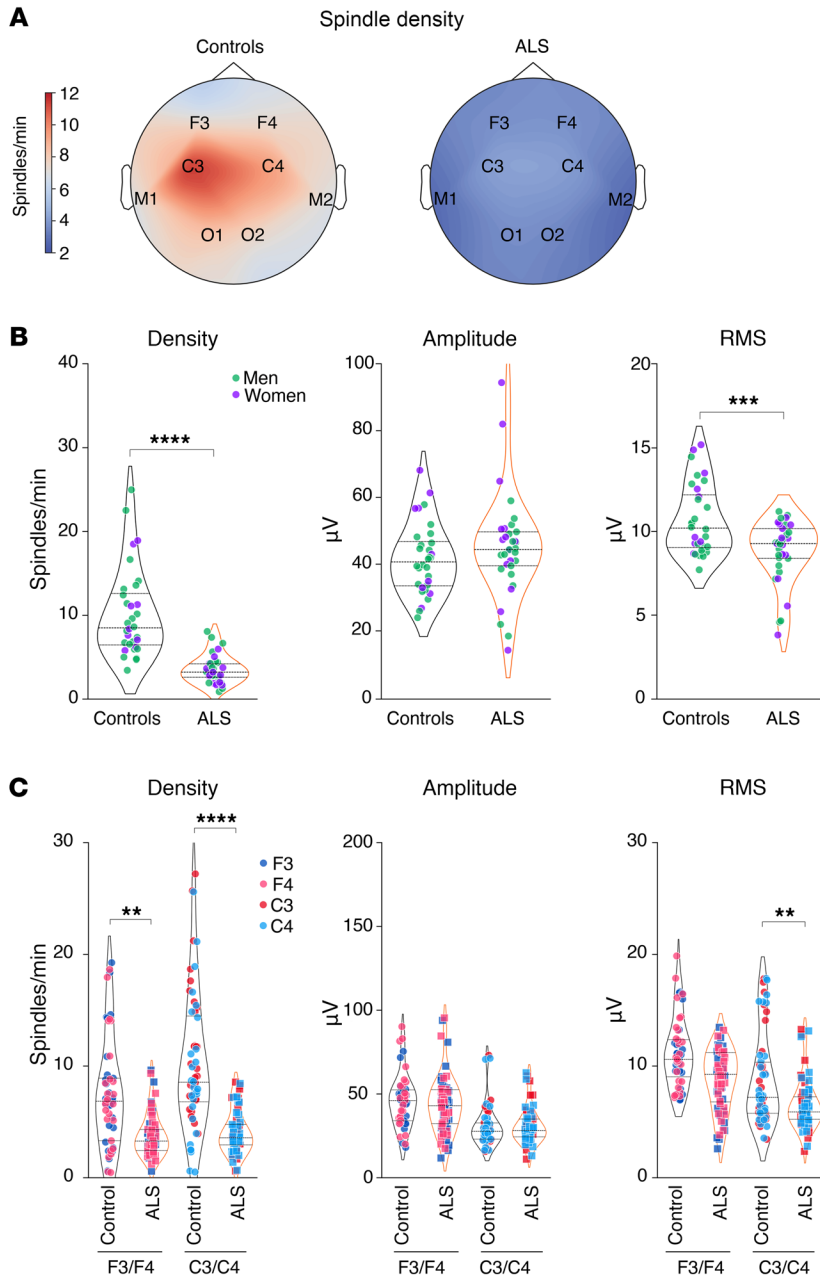 A
Spindle density
Controls
ALS
Spindles/min
12
10
8
6
4
2
F3
F4
C3
C4
M1
M2
O1
O2
F3
F4
C3
C4
M1
M2
O1
O2
B
Density
Amplitude
RMS
Spindles/min
40
30
20
10
0
Men
Women
****
Controls
ALS
µV
100
80
60
40
20
0
Controls
ALS
µV
20
15
10
5
0
***
Controls
ALS
C
Density
Amplitude
RMS
Spindles/min
30
20
10
0
**
****
F3
F4
C3
C4
Control
ALS
Control
ALS
F3/F4
C3/C4
µV
200
150
100
50
0
Control
ALS
Control
ALS
F3/F4
C3/C4
µV
30
20
10
0
**
Control
ALS
Control
ALS
F3/F4
C3/C4